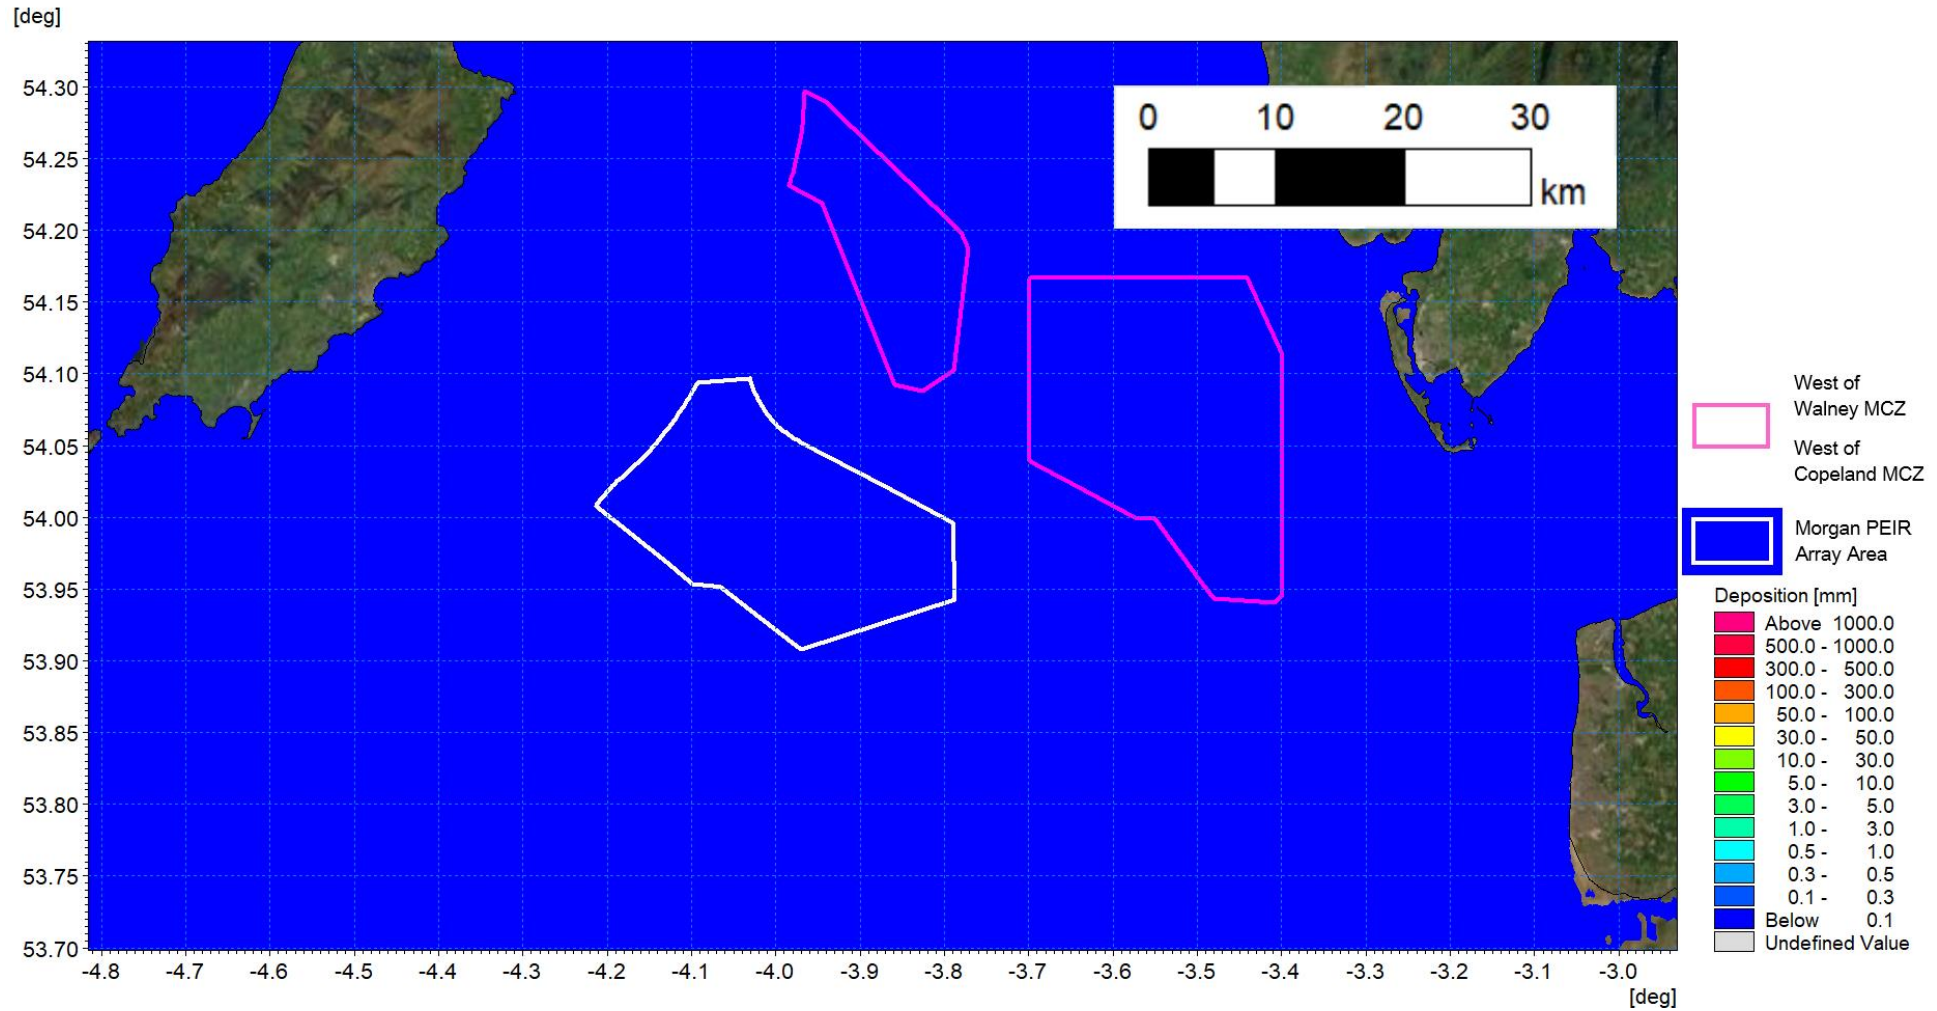 [deg]
54.30
54.25
54.20
54.15
54.10
54.05
54.00
53.95
53.90
53.85
53.80
53.75
53.70
-4.8 -4.7 -4.6 -4.5 -4.4 -4.3 -4.2 -4.1 -4.0 -3.9 -3.8 -3.7 -3.6 -3.5 -3.4 -3.3 -3.2 -3.1 -3.0
[deg]
0 10 20 30
km
West of
Walney MCZ
West of
Copeland MCZ
Morgan PEIR
Array Area
Deposition [mm]
Above 1000.0
500.0 - 1000.0
300.0 - 500.0
100.0 - 300.0
50.0 - 100.0
30.0 - 50.0
10.0 - 30.0
5.0 - 10.0
3.0 - 5.0
1.0 - 3.0
0.5 - 1.0
0.3 - 0.5
0.1 - 0.3
Below 0.1
Undefined Value